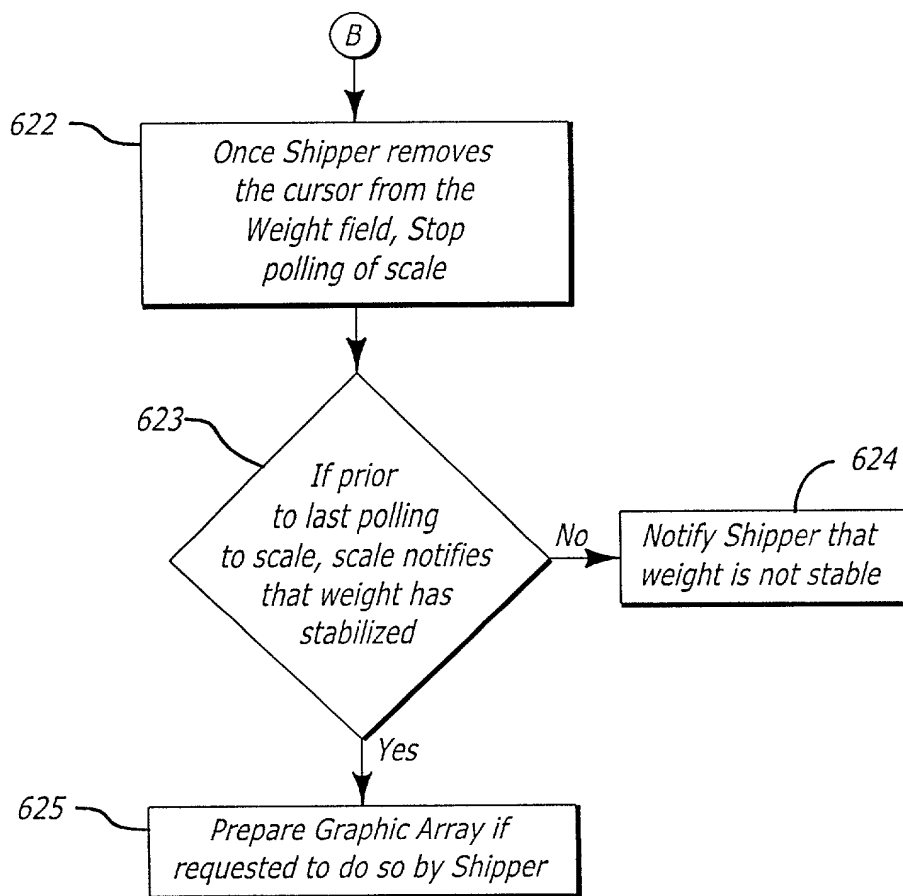 B
622
Once Shipper removes
the cursor from the
Weight field, Stop
polling of scale
623
If prior
to last polling
to scale, scale notifies
that weight has
stabilized
No
624
Notify Shipper that
weight is not stable
Yes
625
Prepare Graphic Array if
requested to do so by Shipper